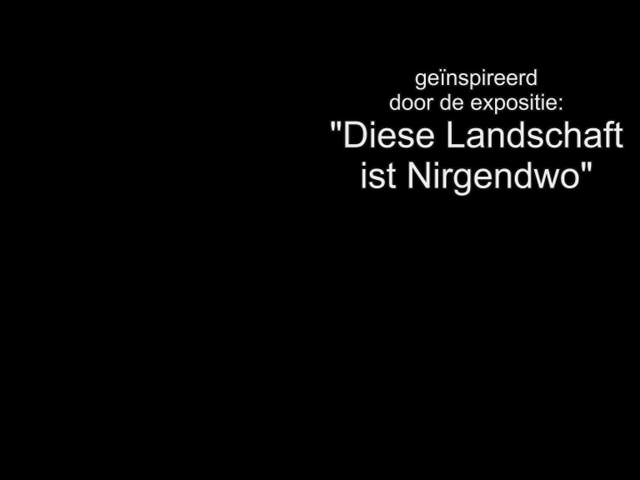 geïnspireerd
door de expositie:
"Diese Landschaft
ist Nirgendwo"